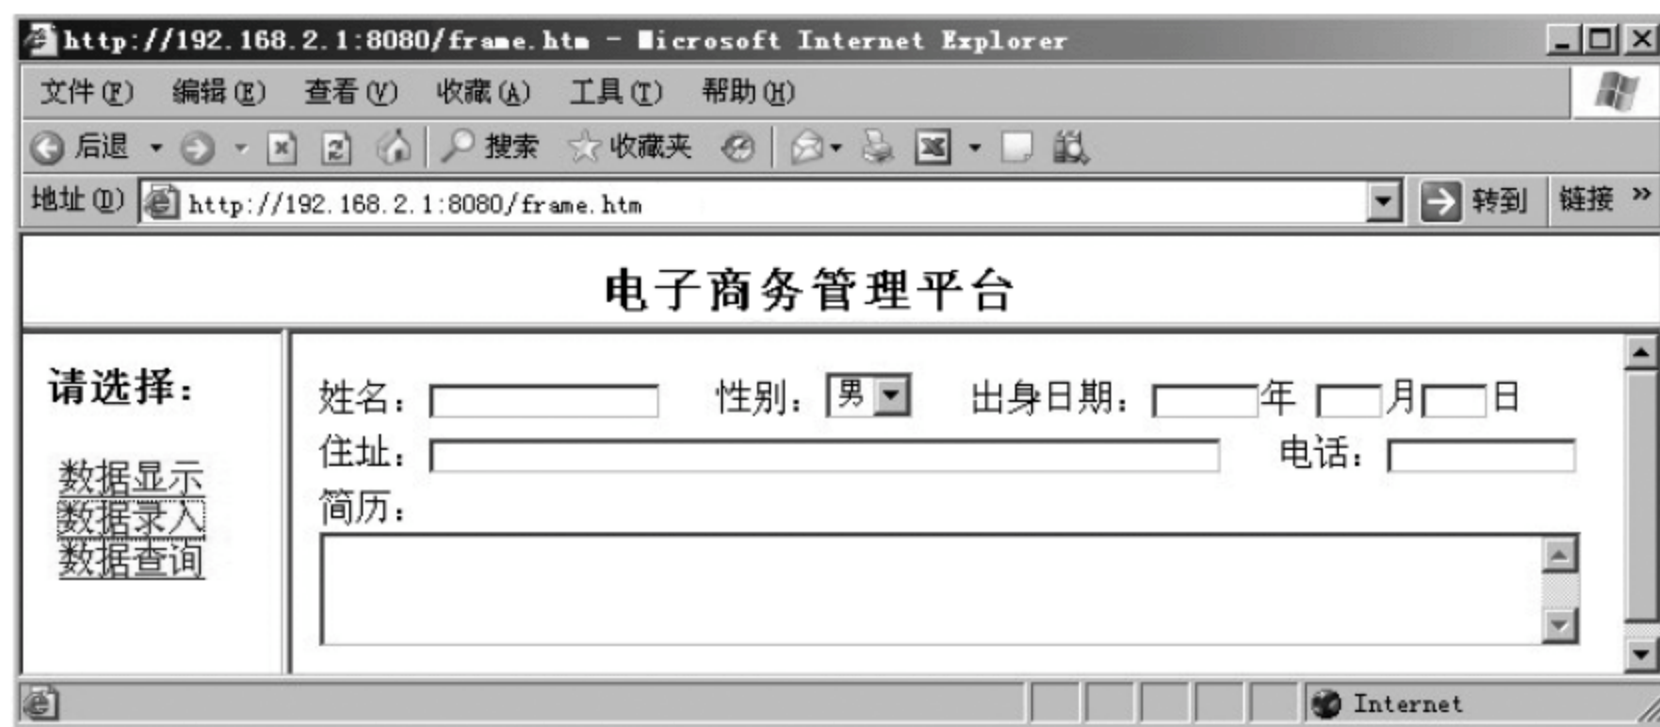 http://192.168.2.1:8080/frame.htm - Microsoft Internet Explorer
文件(F) 编辑(E) 查看(V) 收藏(A) 工具(T) 帮助(H)
后退 搜索 收藏夹
地址(D) http://192.168.2.1:8080/frame.htm 转到 链接 »
电子商务管理平台
请选择:
数据显示
数据录入
数据查询
姓名: 性别: 男 出身日期: 年 月 日
住址: 电话:
简历:
Internet